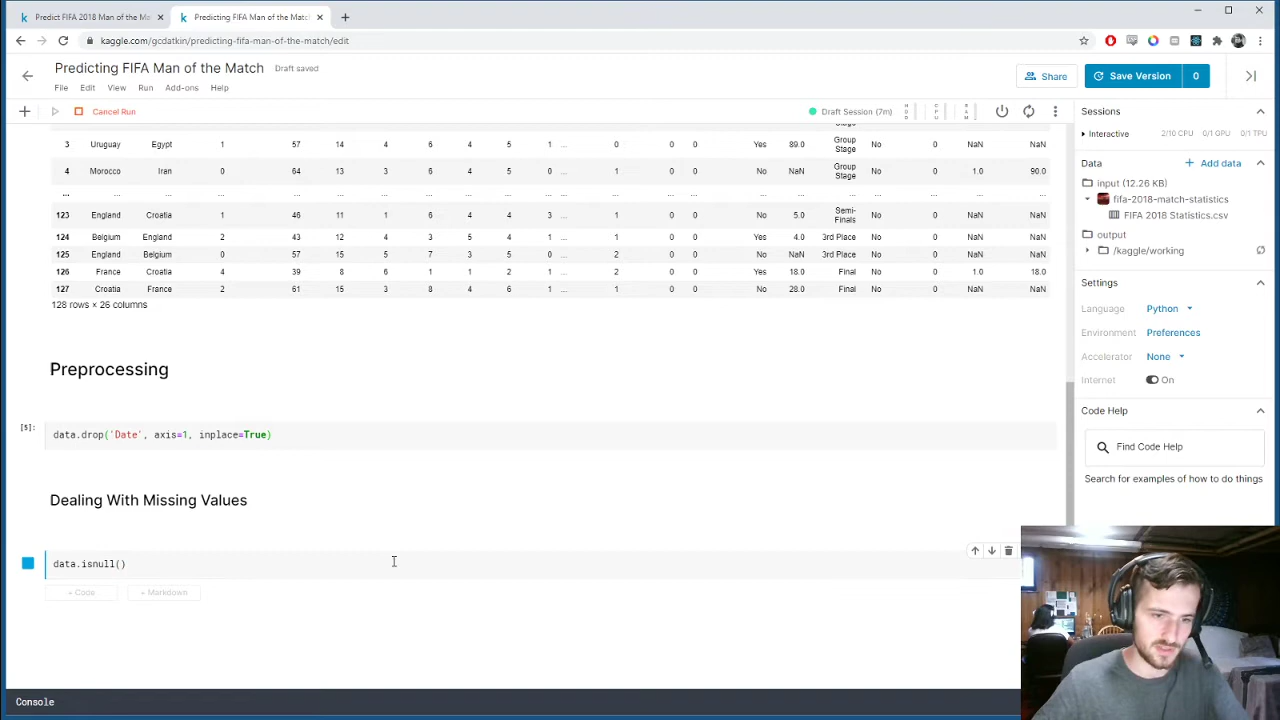 Predict FIFA 2018 Man of the Ma
Predicting FIFA Man of the Match
kaggle.com/gcdatkin/predicting-fifa-man-of-the-match/edit
Predicting FIFA Man of the Match
Draft saved
File Edit View Run Add-ons Help
Share
Save Version
0
Cancel Run
Draft Session (7m)
3 Uruguay Egypt 1 57 14 4 6 4 5 1 ... 0 0 0 Yes 89.0 Group Stage No 0 NaN NaN
4 Morocco Iran 0 64 13 3 6 4 5 0 ... 1 0 0 No NaN Group Stage No 0 1.0 90.0
... ... ... ... ... ... ... ... ... ... ... ... ... ... ... ... ... ... ... ... ... ...
123 England Croatia 1 46 11 1 6 4 4 3 ... 1 0 0 No 5.0 Semi- Finals No 0 NaN NaN
124 Belgium England 2 43 12 4 3 5 4 1 ... 1 0 0 Yes 4.0 3rd Place No 0 NaN NaN
125 England Belgium 0 57 15 5 7 3 5 0 ... 2 0 0 No NaN 3rd Place No 0 NaN NaN
126 France Croatia 4 39 8 6 1 1 2 1 ... 2 0 0 Yes 18.0 Final No 0 1.0 18.0
127 Croatia France 2 61 15 3 8 4 6 1 ... 1 0 0 No 28.0 Final No 0 NaN NaN
128 rows × 26 columns
Preprocessing
[5]:
data.drop('Date', axis=1, inplace=True)
Dealing With Missing Values
data.isnull()
+ Code
+ Markdown
Console
Sessions
Interactive 2/10 CPU 0/1 GPU 0/1 TPU
Data
+ Add data
input (12.26 KB)
fifa-2018-match-statistics
FIFA 2018 Statistics.csv
output
/kaggle/working
Settings
Language Python
Environment Preferences
Accelerator None
Internet On
Code Help
Find Code Help
Search for examples of how to do things